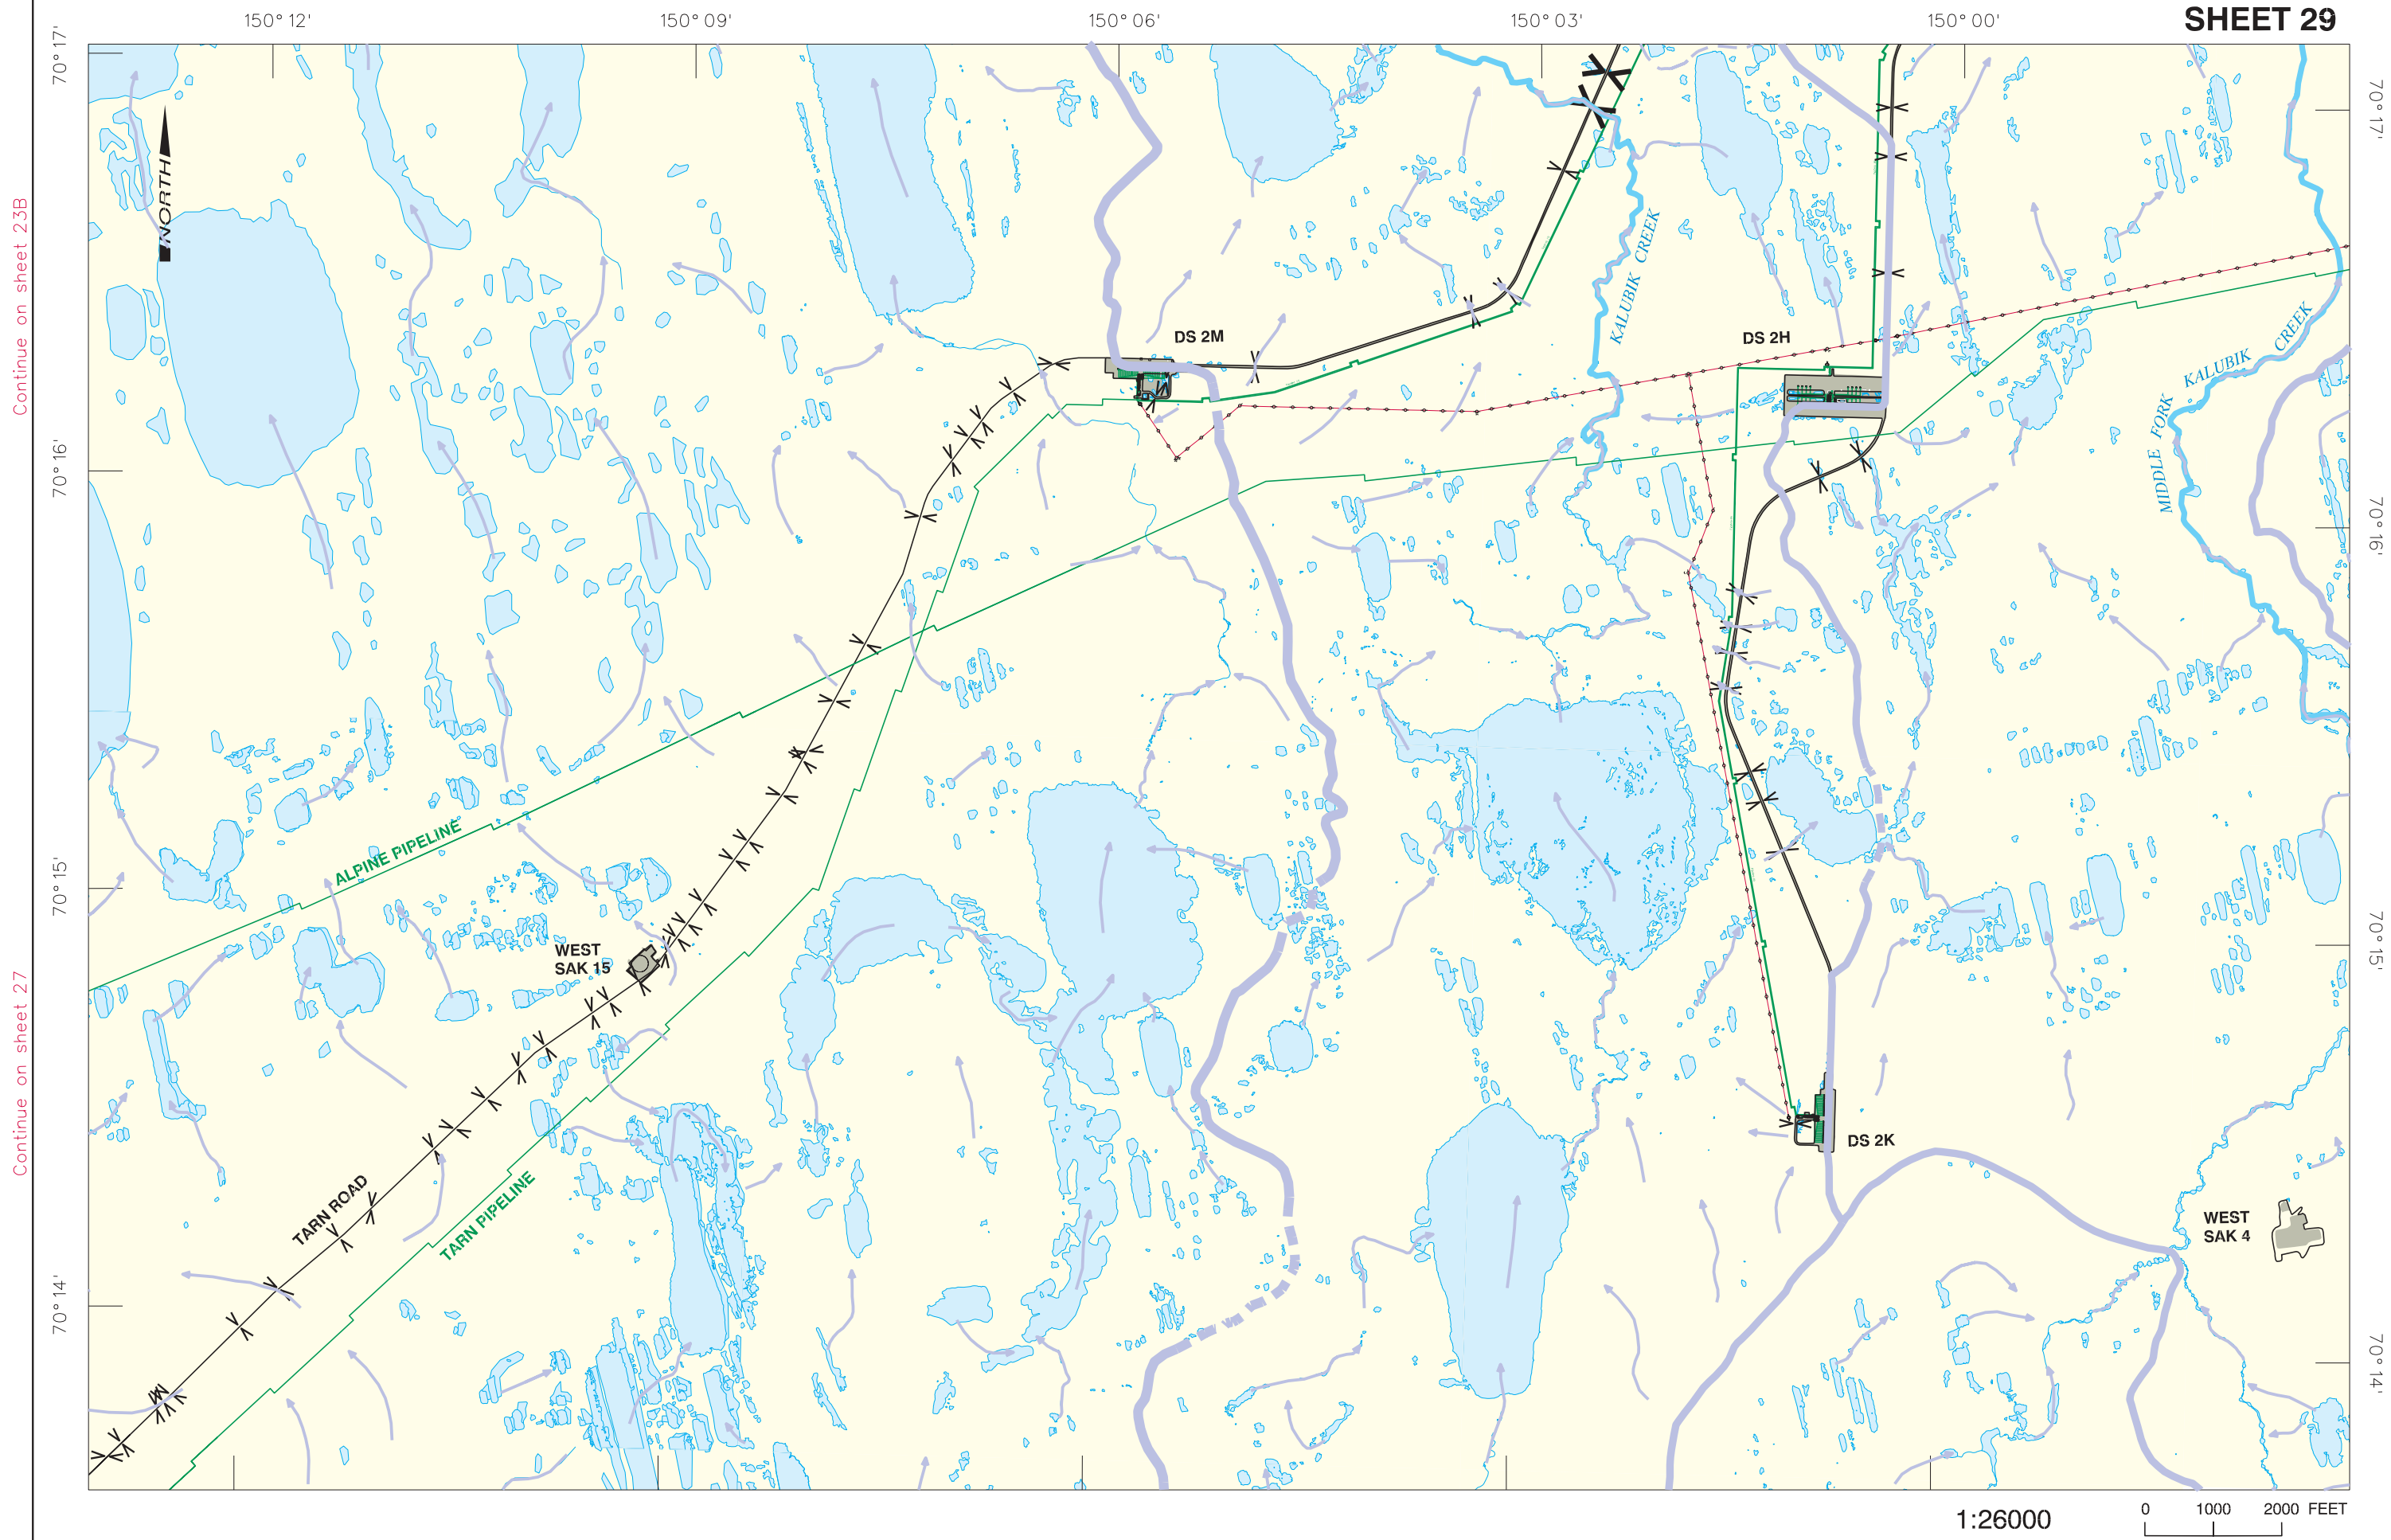 150° 12'
150° 09'
150° 06'
150° 03'
150° 00'
SHEET 29
70° 17'
70° 17'
NORTH
Continue on sheet 23B
KALUBIK CREEK
DS 2M
DS 2H
MIDDLE FORK KALUBIK CREEK
70° 16'
70° 16'
ALPINE PIPELINE
70° 15'
70° 15'
WEST
SAK 15
Continue on sheet 27
DS 2K
TARN ROAD
TARN PIPELINE
WEST
SAK 4
70° 14'
70° 14'
1:26000
0 1000 2000 FEET